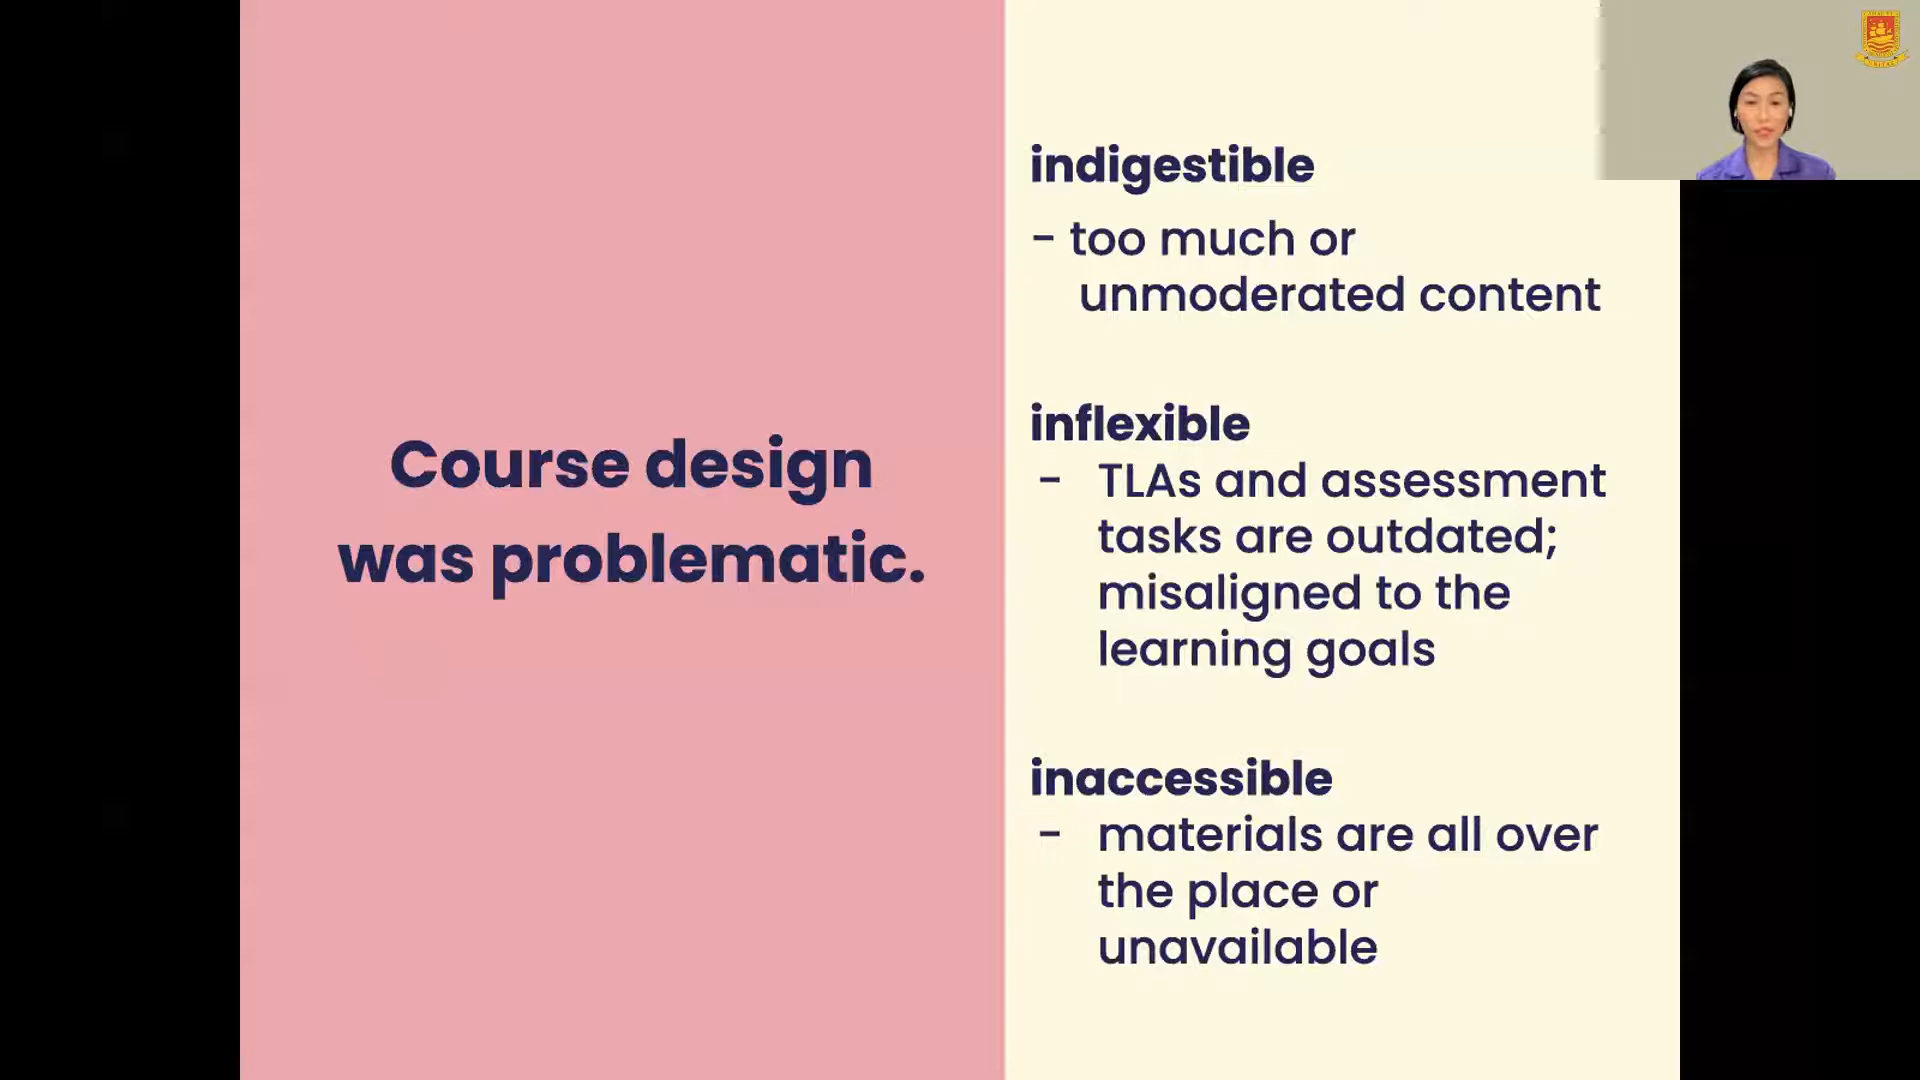 Course design
was problematic.
indigestible
- too much or
unmoderated content
inflexible
- TLAs and assessment
tasks are outdated;
misaligned to the
learning goals
inaccessible
- materials are all over
the place or
unavailable